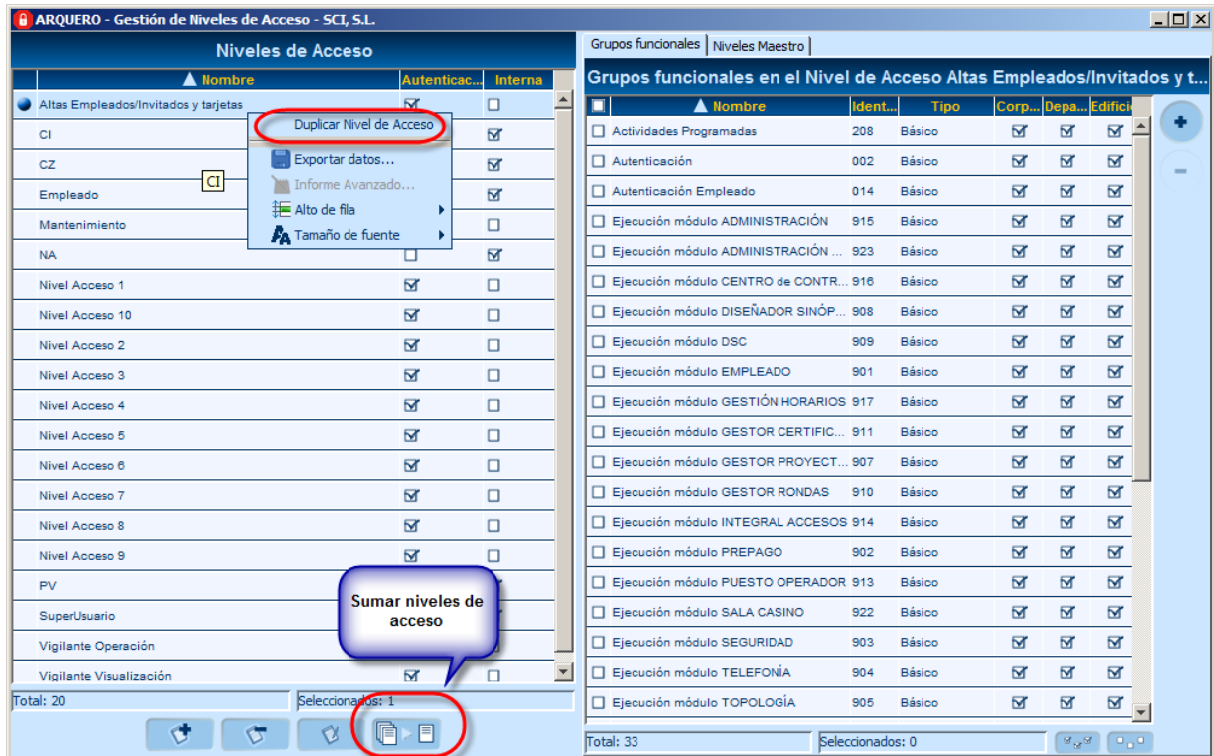 ARQUERO - Gestión de Niveles de Acceso - SCI, S.L.
Niveles de Acceso
Nombre Autenticac... Interna
Altas Empleados/Invitados y tarjetas
CI
CZ
Empleado
Mantenimiento
NA
Nivel Acceso 1
Nivel Acceso 10
Nivel Acceso 2
Nivel Acceso 3
Nivel Acceso 4
Nivel Acceso 5
Nivel Acceso 6
Nivel Acceso 7
Nivel Acceso 8
Nivel Acceso 9
PV
SuperUsuario
Vigilante Operación
Vigilante Visualización
Total: 20 Seleccionados: 1
Duplicar Nivel de Acceso
Exportar datos...
Informe Avanzado...
Alto de fila
Tamaño de fuente
CI
Sumar niveles de
acceso
Grupos funcionales Niveles Maestro
Grupos funcionales en el Nivel de Acceso Altas Empleados/Invitados y t...
Nombre Ident... Tipo Corp... Depa... Edifici
Actividades Programadas 208 Básico
Autenticación 002 Básico
Autenticación Empleado 014 Básico
Ejecución módulo ADMINISTRACIÓN 915 Básico
Ejecución módulo ADMINISTRACIÓN ... 923 Básico
Ejecución módulo CENTRO de CONTR... 916 Básico
Ejecución módulo DISEÑADOR SINÓP... 908 Básico
Ejecución módulo DSC 909 Básico
Ejecución módulo EMPLEADO 901 Básico
Ejecución módulo GESTIÓN HORARIOS 917 Básico
Ejecución módulo GESTOR CERTIFIC... 911 Básico
Ejecución módulo GESTOR PROYECT... 907 Básico
Ejecución módulo GESTOR RONDAS 910 Básico
Ejecución módulo INTEGRAL ACCESOS 914 Básico
Ejecución módulo PREPAGO 902 Básico
Ejecución módulo PUESTO OPERADOR 913 Básico
Ejecución módulo SALA CASINO 922 Básico
Ejecución módulo SEGURIDAD 903 Básico
Ejecución módulo TELEFONÍA 904 Básico
Ejecución módulo TOPOLOGÍA 905 Básico
Total: 33 Seleccionados: 0